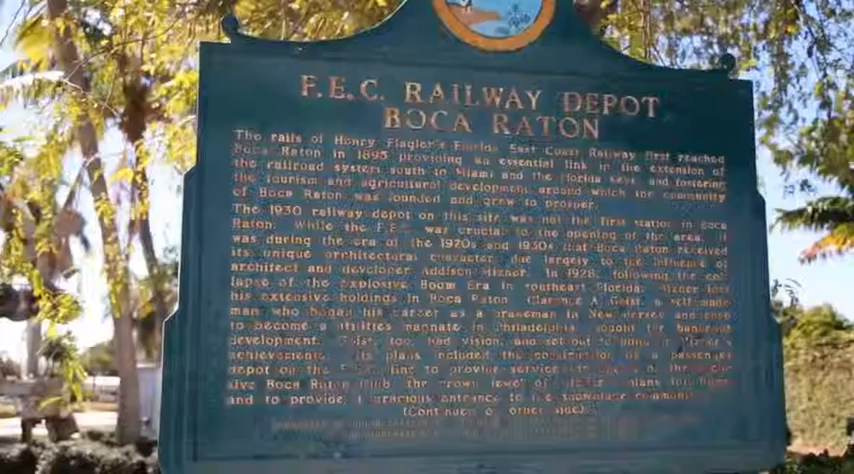 F.E.C. RAILWAY DEPOT
BOCA RATON
The rails of Henry Flagler's Florida East Coast Railway first reached
Boca Raton in 1895 providing an essential link in the extension of
the railroad system south to Miami and the Florida Keys, and fostering
the tourism and agricultural development around which the community
of Boca Raton was founded and grew to prosper.
The 1930 railway depot on this site was not the first station in Boca
Raton. While the F.E.C. was crucial to the opening of the area, it
was during the era of the 1920s and 1930s that Boca Raton received
its unique architectural character due largely to the influence of
architect and developer Addison Mizner. In 1928, following the col-
lapse of the explosive Boom Era in southeast Florida, Mizner lost
his extensive holdings in Boca Raton. Clarence A. Geist, a self-made
man who began his career as a brakeman in New Jersey and rose
to become a utilities magnate in Philadelphia, bought the bankrupt
development. Geist, too, had vision, and set out to build on Mizner's
achievements. His plans included the construction of a passenger
depot on the F.E.C. line to provide service to the exclu-
sive Boca Raton Club, the crown jewel of plans for Boca
and to provide a gracious entrance to the showplace community.
(Continued on other side)